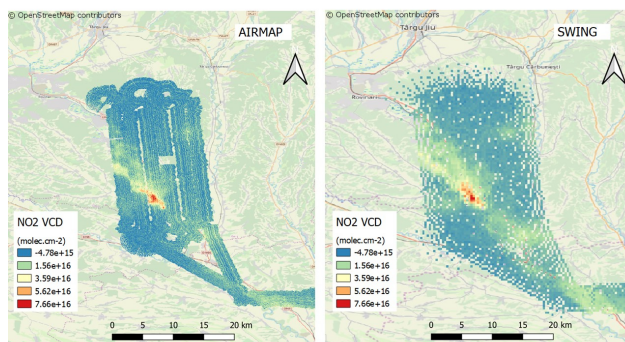 © OpenStreetMap contributors
AIRMAP
NO2 VCD
(molec.cm-2)
-4.78e+15
1.56e+16
3.59e+16
5.62e+16
7.66e+16
0 5 10 15 20 km
© OpenStreetMap contributors
Târgu Jiu
SWING
Târgu Cărbunești
Rovinari
NO2 VCD
(molec.cm-2)
-4.78e+15
1.56e+16
3.59e+16
5.62e+16
7.66e+16
0 5 10 15 20 km